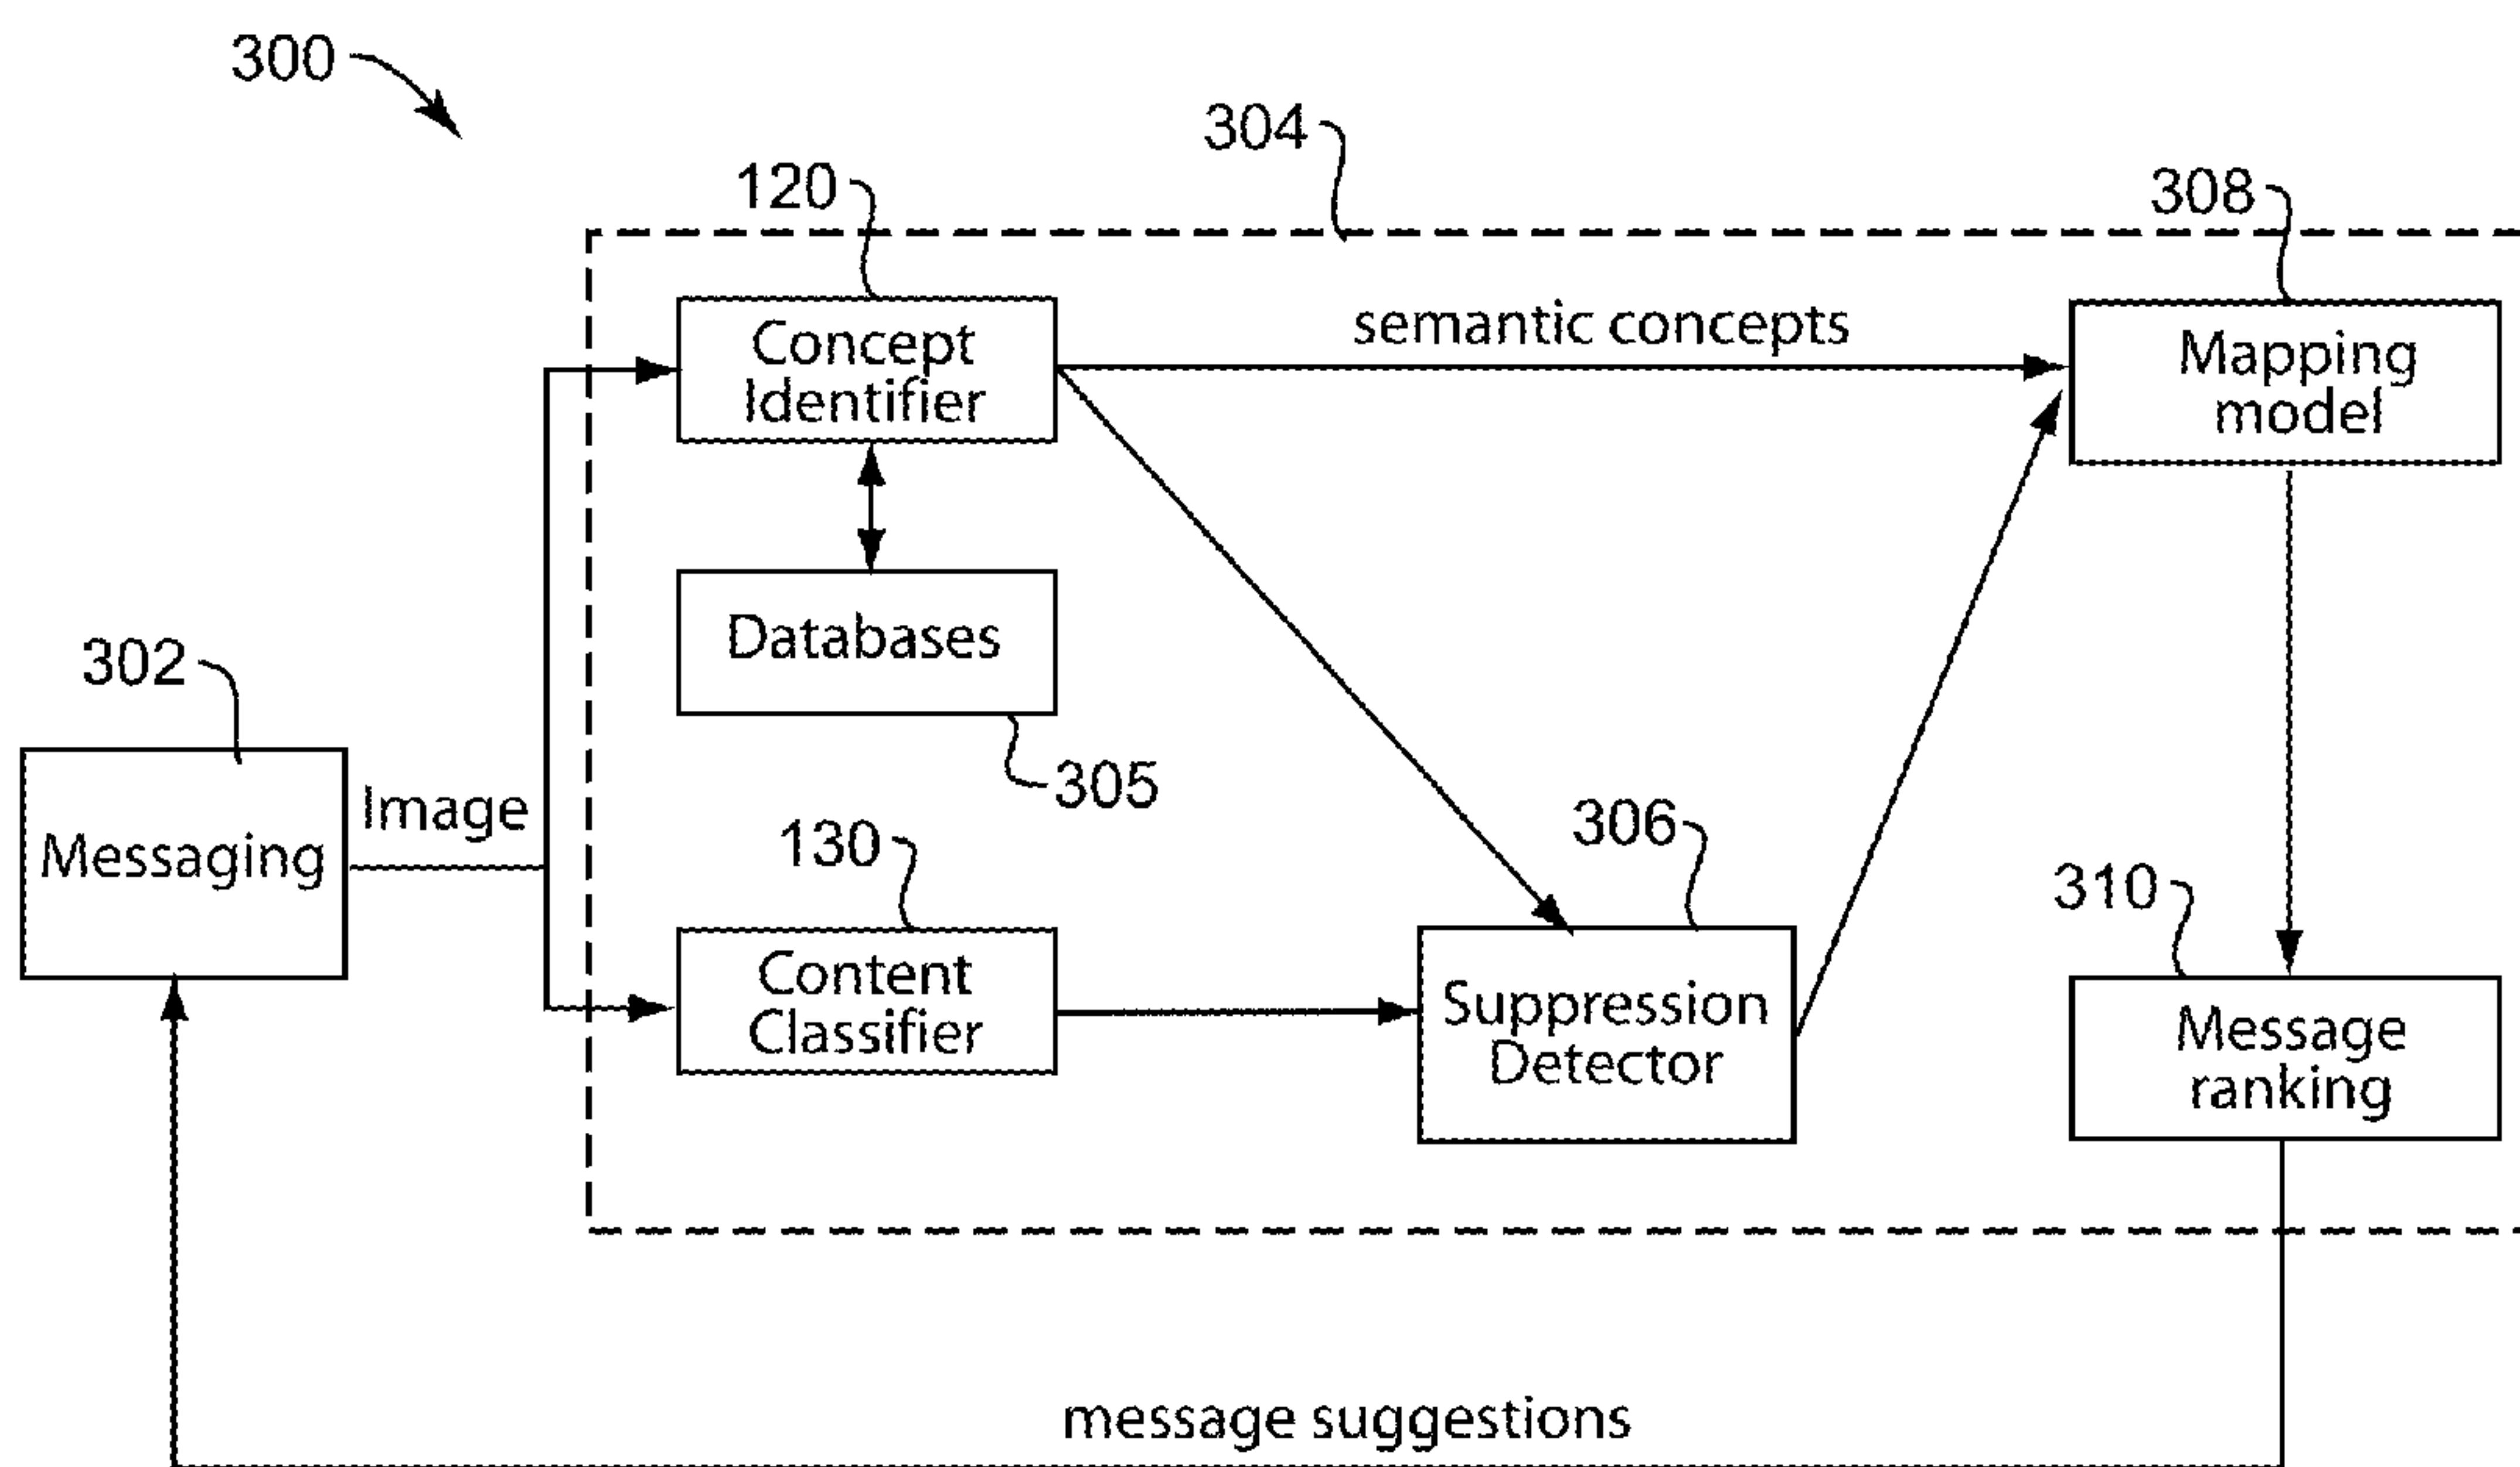 300
304
120
308
Concept
Identifier
semantic concepts
Mapping
model
Databases
302
305
Image
Messaging
130
306
310
Content
Classifier
Suppression
Detector
Message
ranking
message suggestions